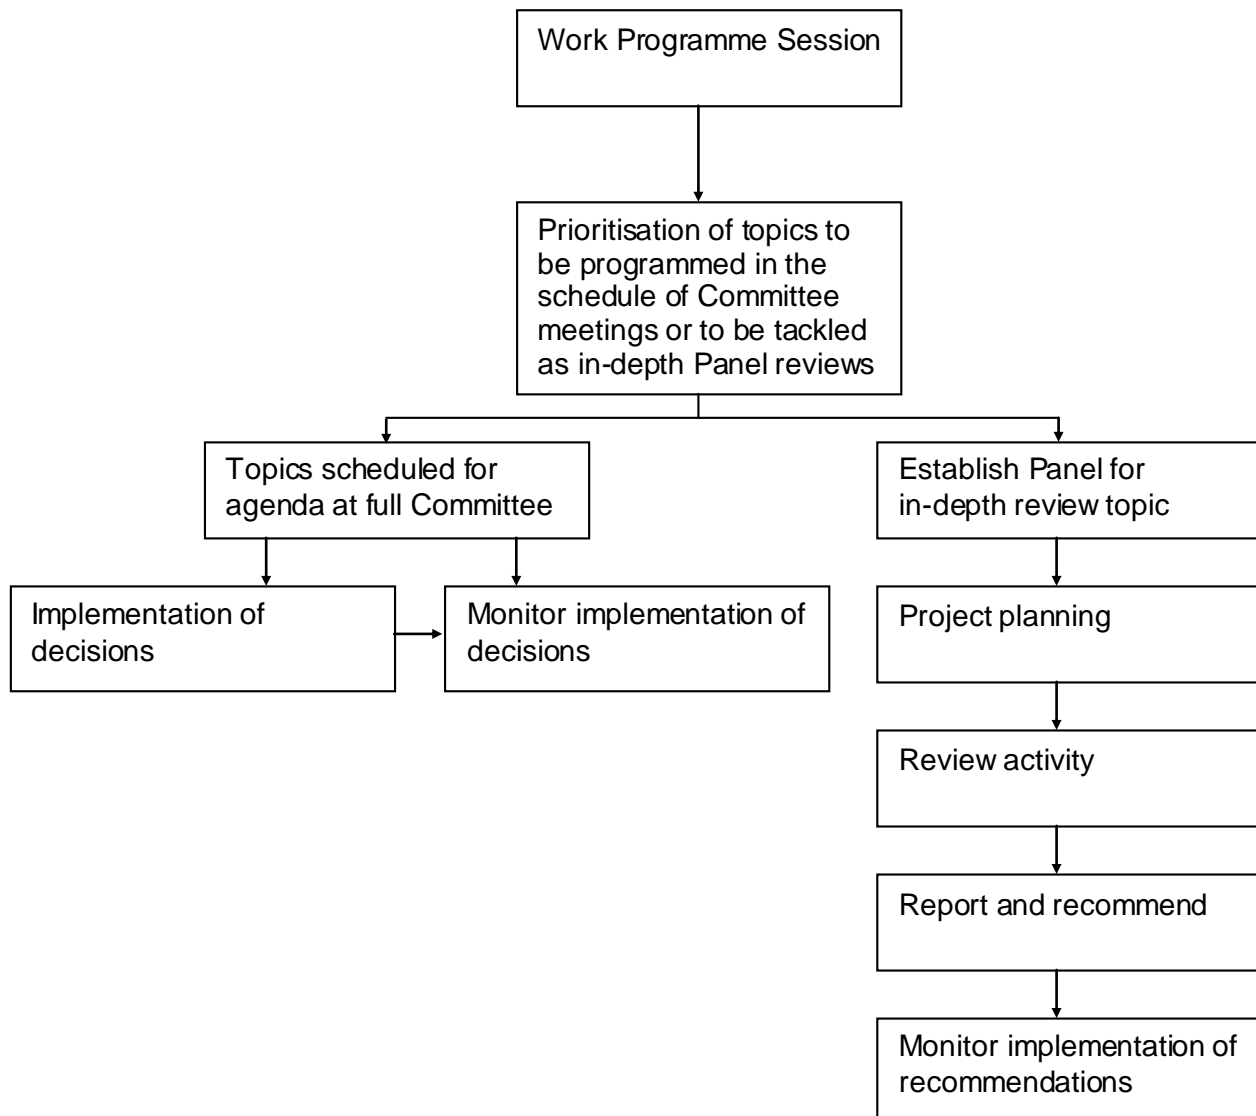 Work Programme Session
Prioritisation of topics to
be programmed in the
schedule of Committee
meetings or to be tackled
as in-depth Panel reviews
Topics scheduled for
agenda at full Committee
Establish Panel for
in-depth review topic
Implementation of
decisions
Monitor implementation of
decisions
Project planning
Review activity
Report and recommend
Monitor implementation of
recommendations